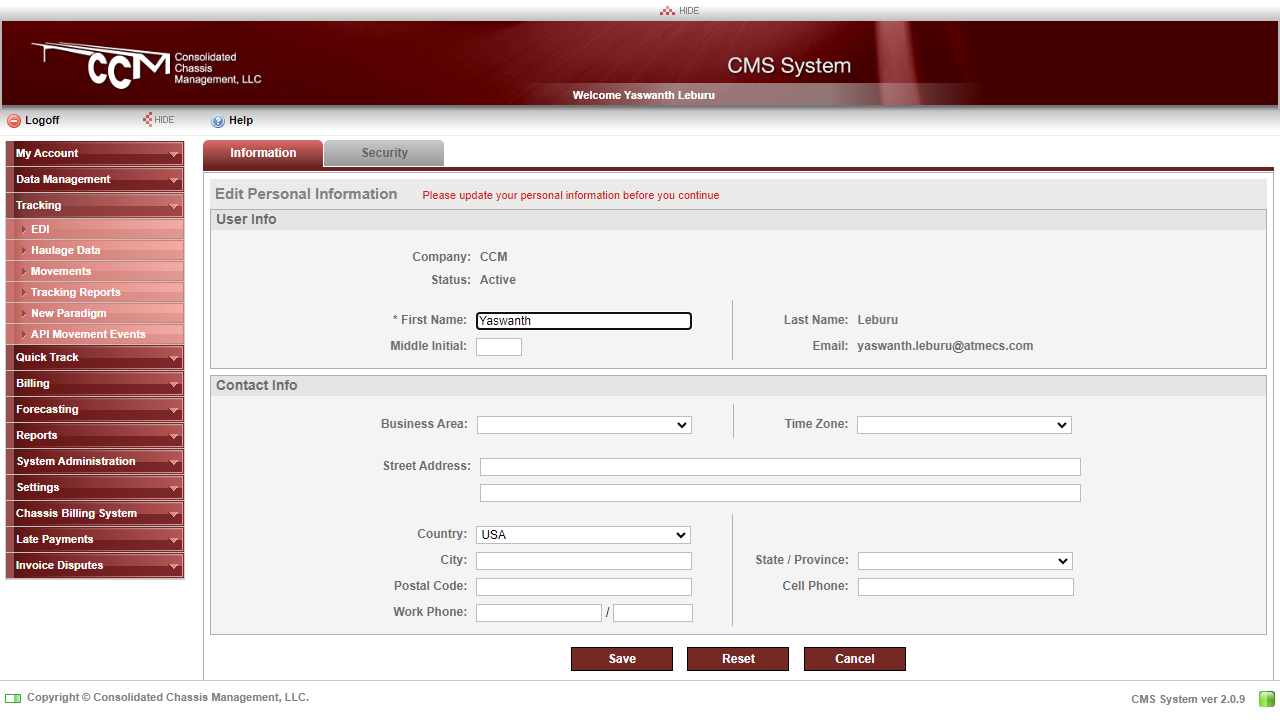 HIDE
CCM Consolidated
Chassis
Management, LLC
CMS System
Welcome Yaswanth Leburu
Logoff
HIDE
Help
My Account
Data Management
Tracking
EDI
Haulage Data
Movements
Tracking Reports
New Paradigm
API Movement Events
Quick Track
Billing
Forecasting
Reports
System Administration
Settings
Chassis Billing System
Late Payments
Invoice Disputes
Information
Security
Edit Personal Information Please update your personal information before you continue
User Info
Company: CCM
Status: Active
* First Name: Yaswanth
Last Name: Leburu
Middle Initial:
Email: yaswanth.leburu@atmecs.com
Contact Info
Business Area:
Time Zone:
Street Address:
Country: USA
City:
State / Province:
Postal Code:
Cell Phone:
Work Phone: /
Save Reset Cancel
Copyright © Consolidated Chassis Management, LLC.
CMS System ver 2.0.9